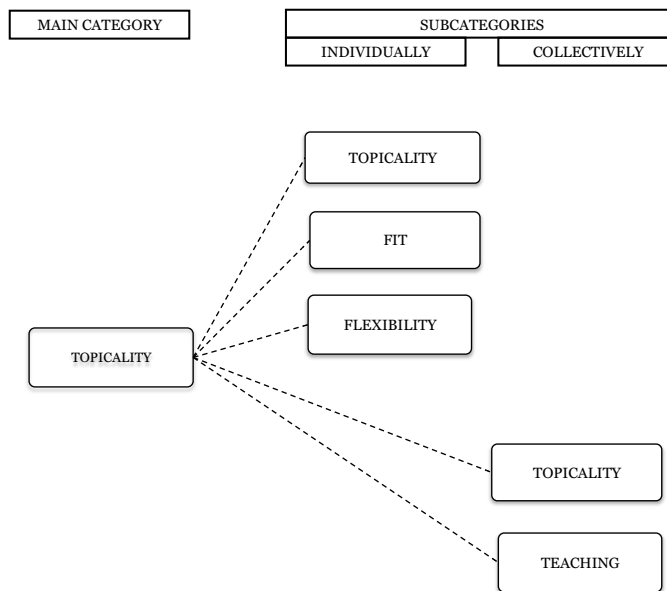 MAIN CATEGORY
SUBCATEGORIES
INDIVIDUALLY
COLLECTIVELY
TOPICALITY
FIT
FLEXIBILITY
TOPICALITY
TOPICALITY
TEACHING